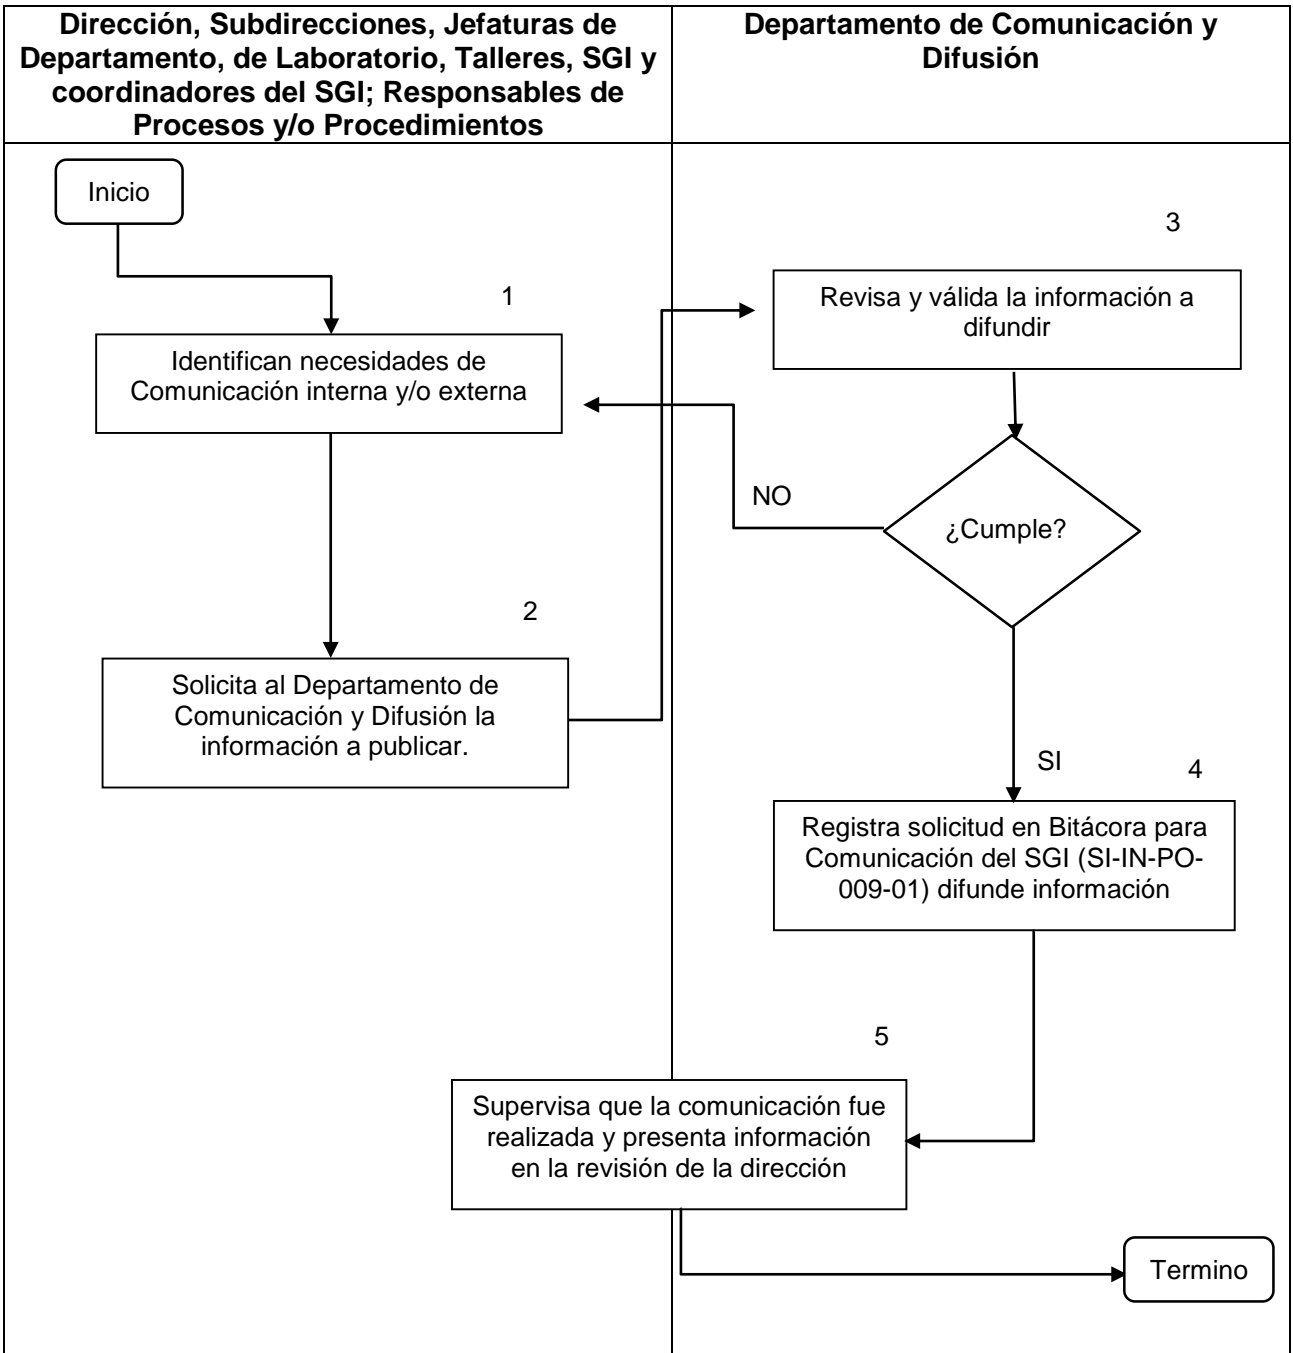 Dirección, Subdirecciones, Jefaturas de
Departamento, de Laboratorio, Talleres, SGI y
coordinadores del SGI; Responsables de
Procesos y/o Procedimientos
Departamento de Comunicación y
Difusión
Inicio
1
Identifican necesidades de
Comunicación interna y/o externa
2
Solicita al Departamento de
Comunicación y Difusión la
información a publicar.
3
Revisa y válida la información a
difundir
¿Cumple?
NO
SI
4
Registra solicitud en Bitácora para
Comunicación del SGI (SI-IN-PO-
009-01) difunde información
5
Supervisa que la comunicación fue
realizada y presenta información
en la revisión de la dirección
Termino